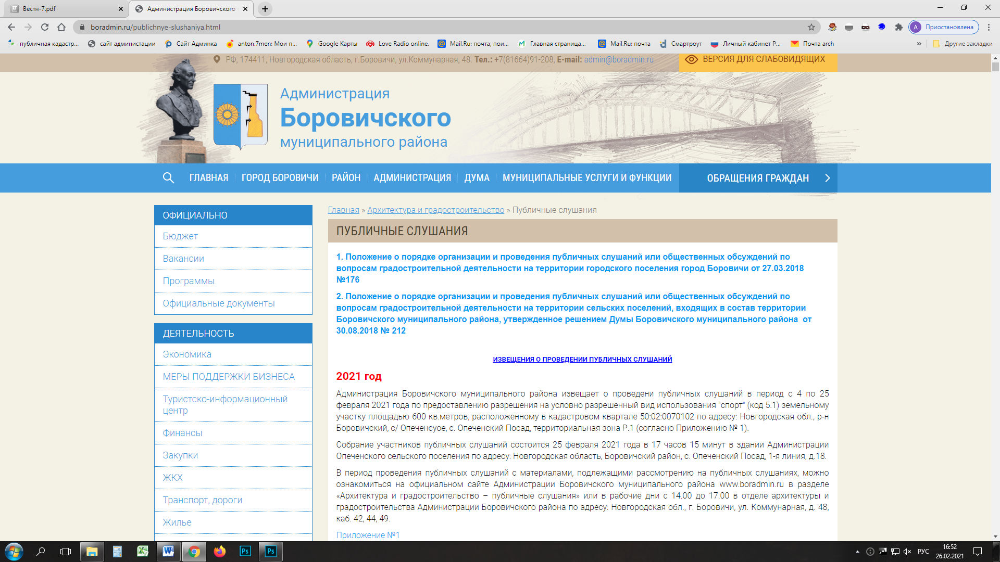 Вестн-7.pdf
Администрация Боровичского
boradmin.ru/publichnye-slushaniya.html
А Приостановлена
публичная кадастр...
сайт администации
Сайт Админка
anton.7men: Мои п...
Google Карты
Love Radio online.
Mail.Ru: почта, пои...
Главная страница...
Mail.Ru: почта
Смартроут
Личный кабинет Р...
Почта arch
»
Другие закладки
РФ, 174411, Новгородская область, г.Боровичи, ул.Коммунарная, 48. Тел.: +7(81664)91-208, E-mail: admin@boradmin.ru
ВЕРСИЯ ДЛЯ СЛАБОВИДЯЩИХ
Администрация
Боровичского
муниципального района
ГЛАВНАЯ
ГОРОД БОРОВИЧИ
РАЙОН
АДМИНИСТРАЦИЯ
ДУМА
МУНИЦИПАЛЬНЫЕ УСЛУГИ И ФУНКЦИИ
ОБРАЩЕНИЯ ГРАЖДАН
ОФИЦИАЛЬНО
Бюджет
Вакансии
Программы
Официальные документы
ДЕЯТЕЛЬНОСТЬ
Экономика
МЕРЫ ПОДДЕРЖКИ БИЗНЕСА
Туристско-информационный
центр
Финансы
Закупки
ЖКХ
Транспорт, дороги
Жилье
Главная » Архитектура и градостроительство » Публичные слушания
ПУБЛИЧНЫЕ СЛУШАНИЯ
1. Положение о порядке организации и проведения публичных слушаний или общественных обсуждений по
вопросам градостроительной деятельности на территории городского поселения город Боровичи от 27.03.2018
№176
2. Положение о порядке организации и проведения публичных слушаний или общественных обсуждений по
вопросам градостроительной деятельности на территории сельских поселений, входящих в состав территории
Боровичского муниципального района, утвержденное решением Думы Боровичского муниципального района от
30.08.2018 № 212
ИЗВЕЩЕНИЯ О ПРОВЕДЕНИИ ПУБЛИЧНЫХ СЛУШАНИЙ
2021 год
Администрация Боровичского муниципального района извещает о проведени публичных слушаний в период с 4 по 25
февраля 2021 года по предоставлению разрешения на условно разрешенный вид использования "спорт" (код 5.1) земельному
участку площадью 600 кв.метров, расположенному в кадастровом квартале 50:02:0070102 по адресу: Новгородская обл., р-н
Боровичский, с/ Опеченсуое, с. Опеченский Посад, территориальная зона Р.1 (согласно Приложению № 1).
Собрание участников публичных слушаний состоится 25 февраля 2021 года в 17 часов 15 минут в здании Администрации
Опеченского сельского поселения по адресу: Новгородская область, Боровичский район, с. Опеченский Посад, 1-я линия, д.18.
В период проведения публичных слушаний с материалами, подлежащими рассмотрению на публичных слушаниях, можно
ознакомиться на официальном сайте Администрации Боровичского муниципального района www.boradmin.ru в разделе
«Архитектура и градостроительство – публичные слушания» или в рабочие дни с 14.00 до 17.00 в отделе архитектуры и
градостроительства Администрации Боровичского района по адресу: Новгородская обл., г. Боровичи, ул. Коммунарная, д. 48,
каб. 42, 44, 49.
Приложение №1
РУС
16:52
26.02.2021